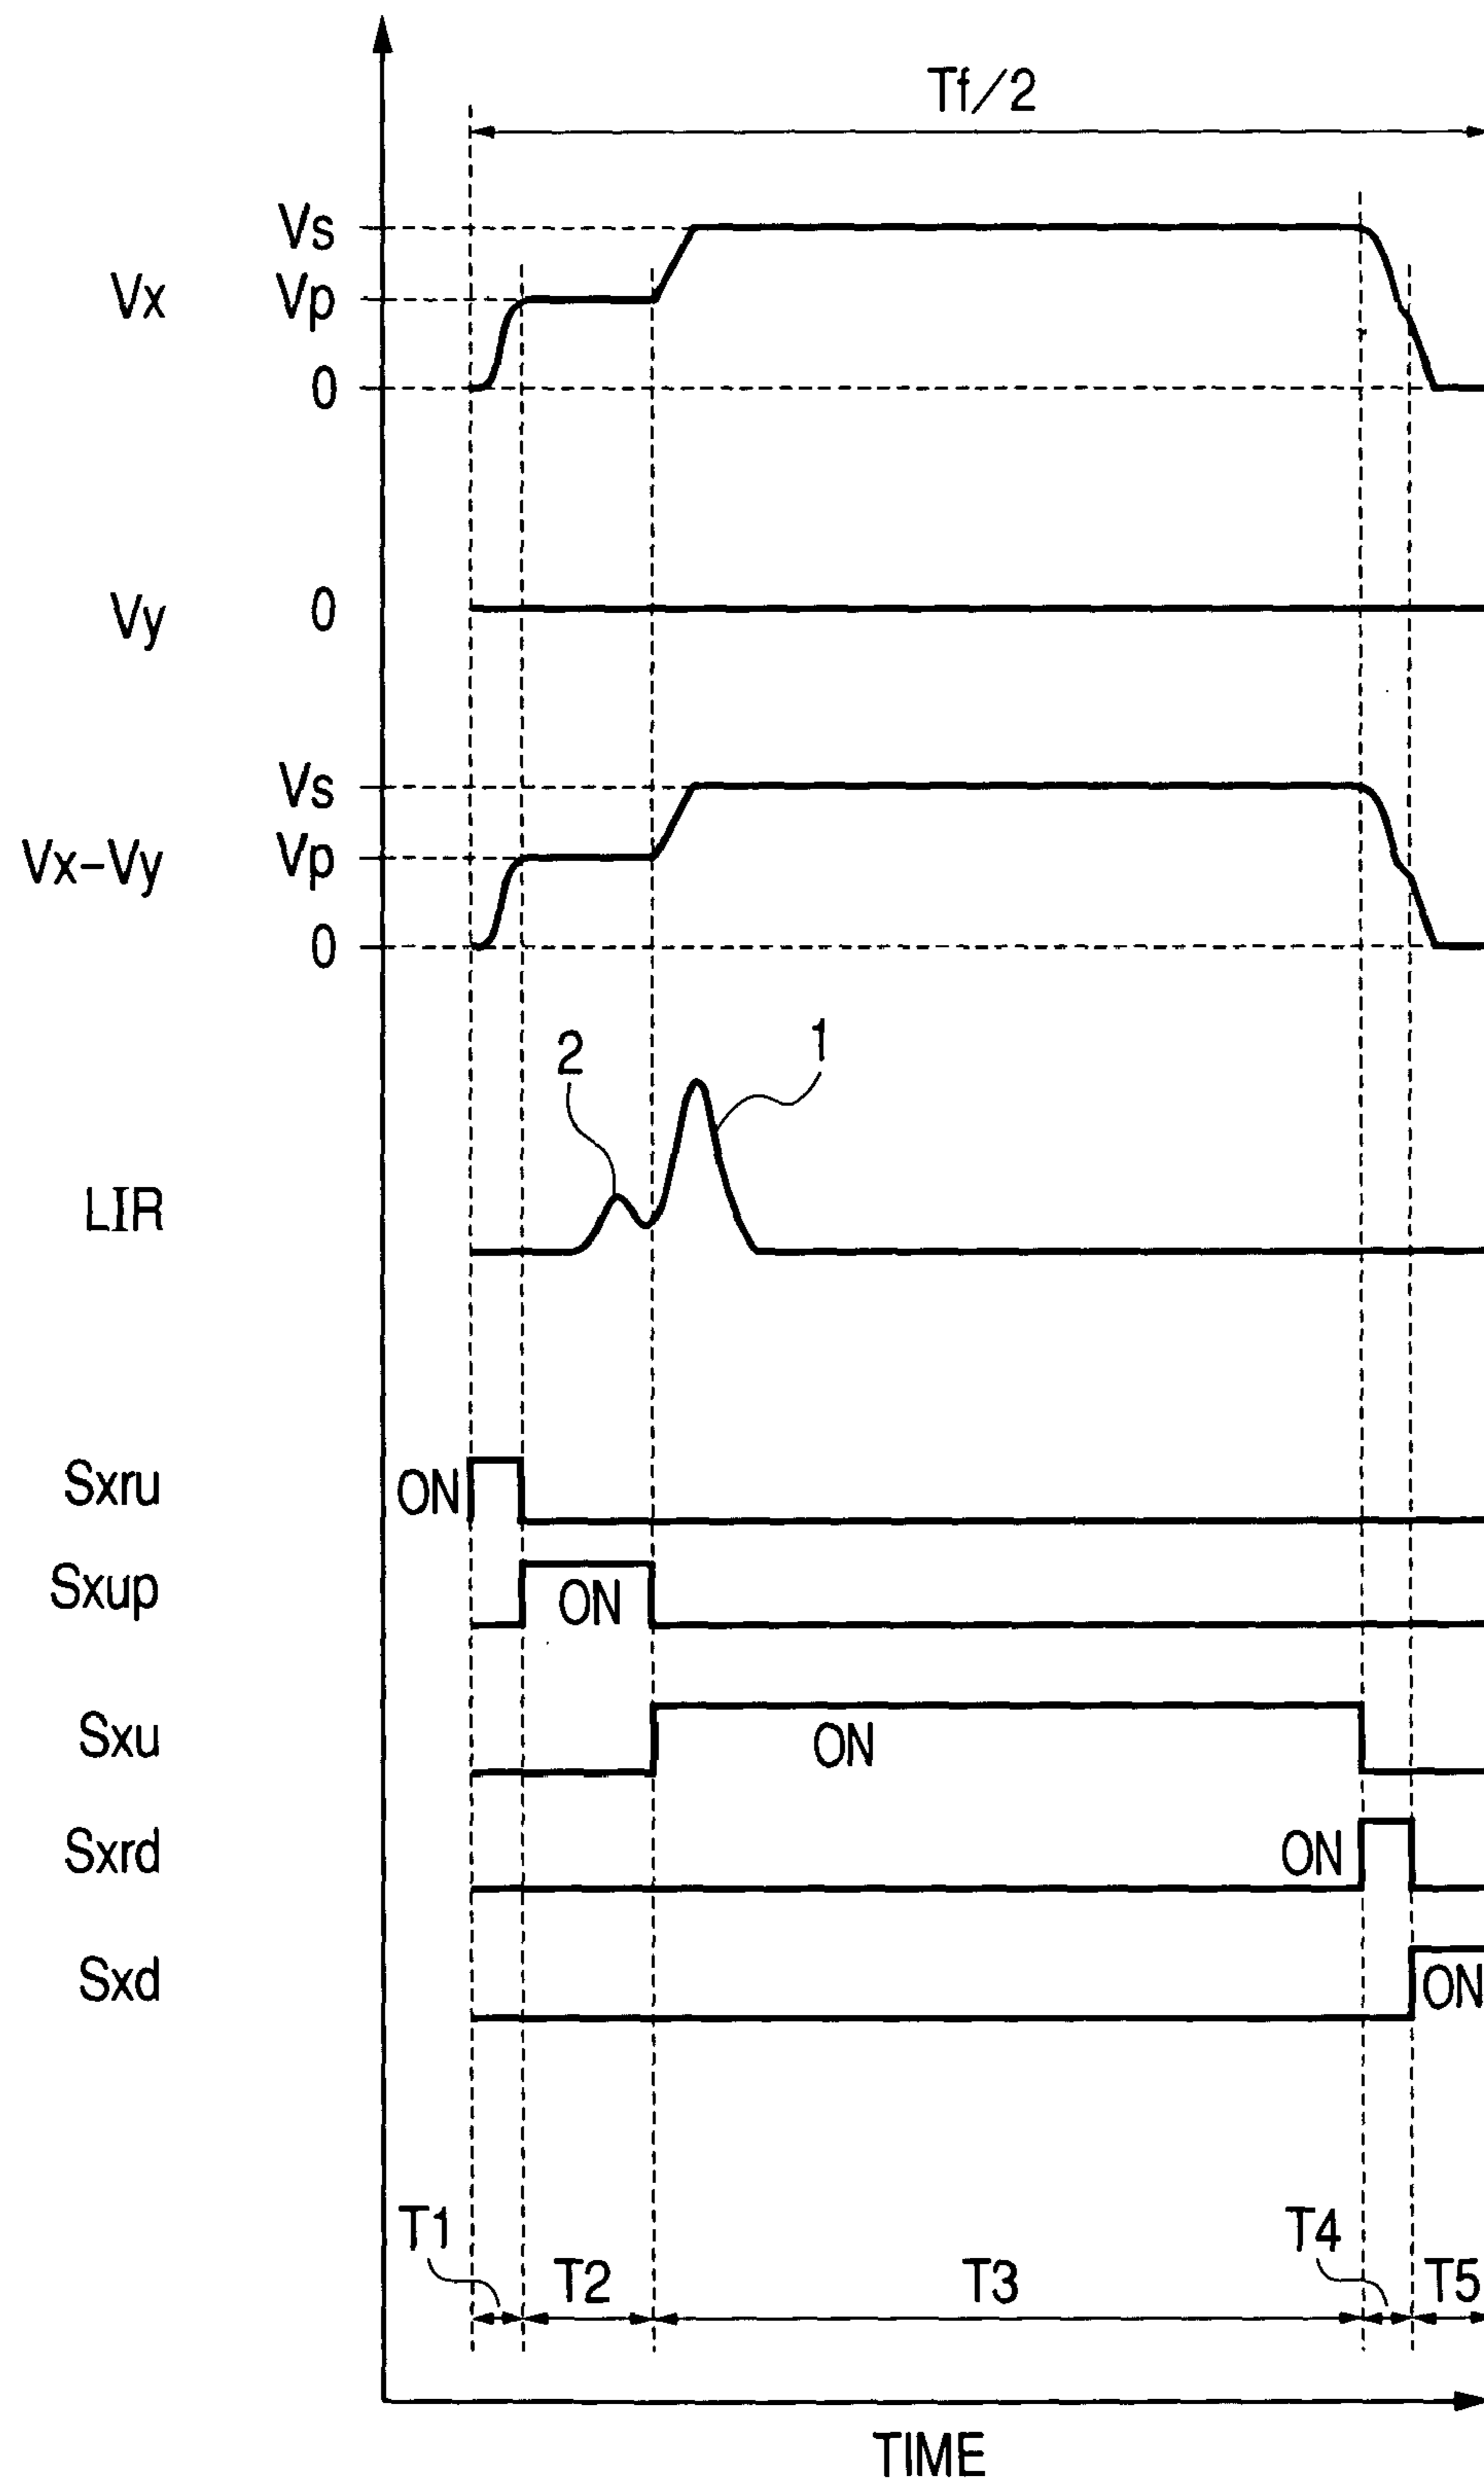 Tf/2
Vs
Vx Vp
0
Vy 0
Vs
Vx-Vy Vp
0
2 1
LIR
Sxru ON
Sxup ON
Sxu ON
Sxrd ON
Sxd ON
T1 T2 T3 T4 T5
TIME